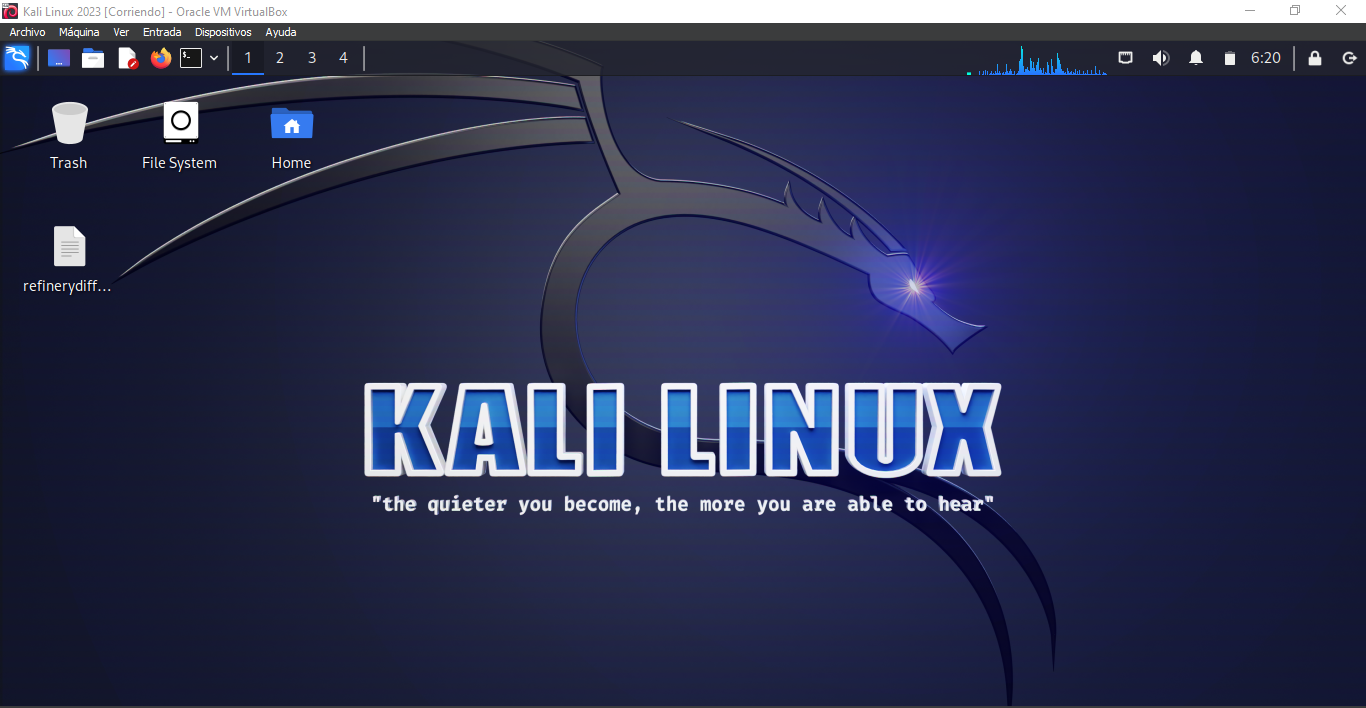 Kali Linux 2023 [Corriendo] - Oracle VM VirtualBox
Archivo Máquina Ver Entrada Dispositivos Ayuda
1 2 3 4 6:20
Trash File System Home
refinerydiff...
KALI LINUX
"the quieter you become, the more you are able to hear"